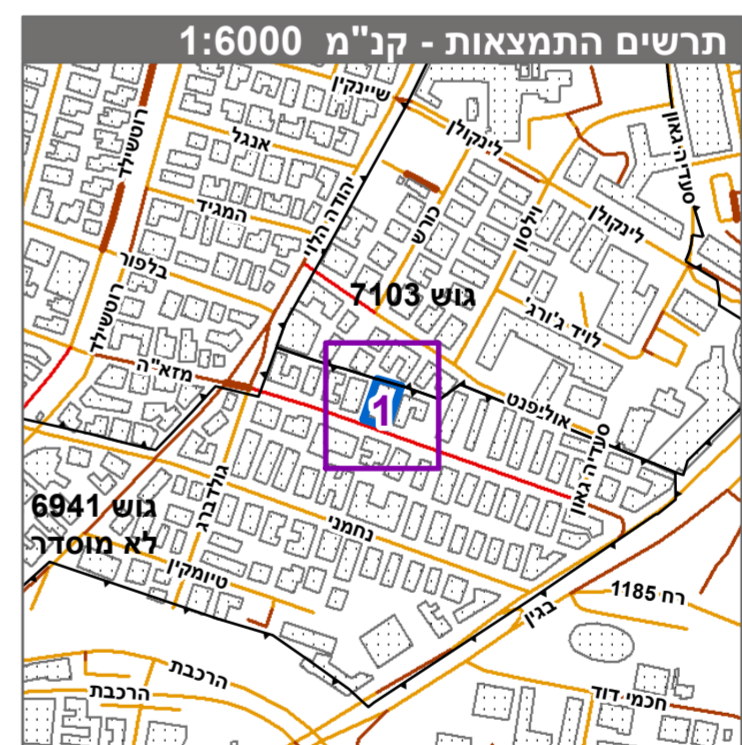 תרשים התמצאות - קנ"מ 1:6000
שיינקין
רוטשילד
אנגל
לינקולן
סעדיה גאון
יהודה הלוי
המגיד
כורש
וילסון
לינקולן
בלפור
גוש 7103
רוטשילד
לויד ג'ורג'
מזא"ה
1
אוליפנט
סעדיה גאון
גולדברג
גוש 6941
לא מוסדר
נחמני
טיומקין
רח 1185
בגין
הרכבת
הרכבת
חכמי דוד